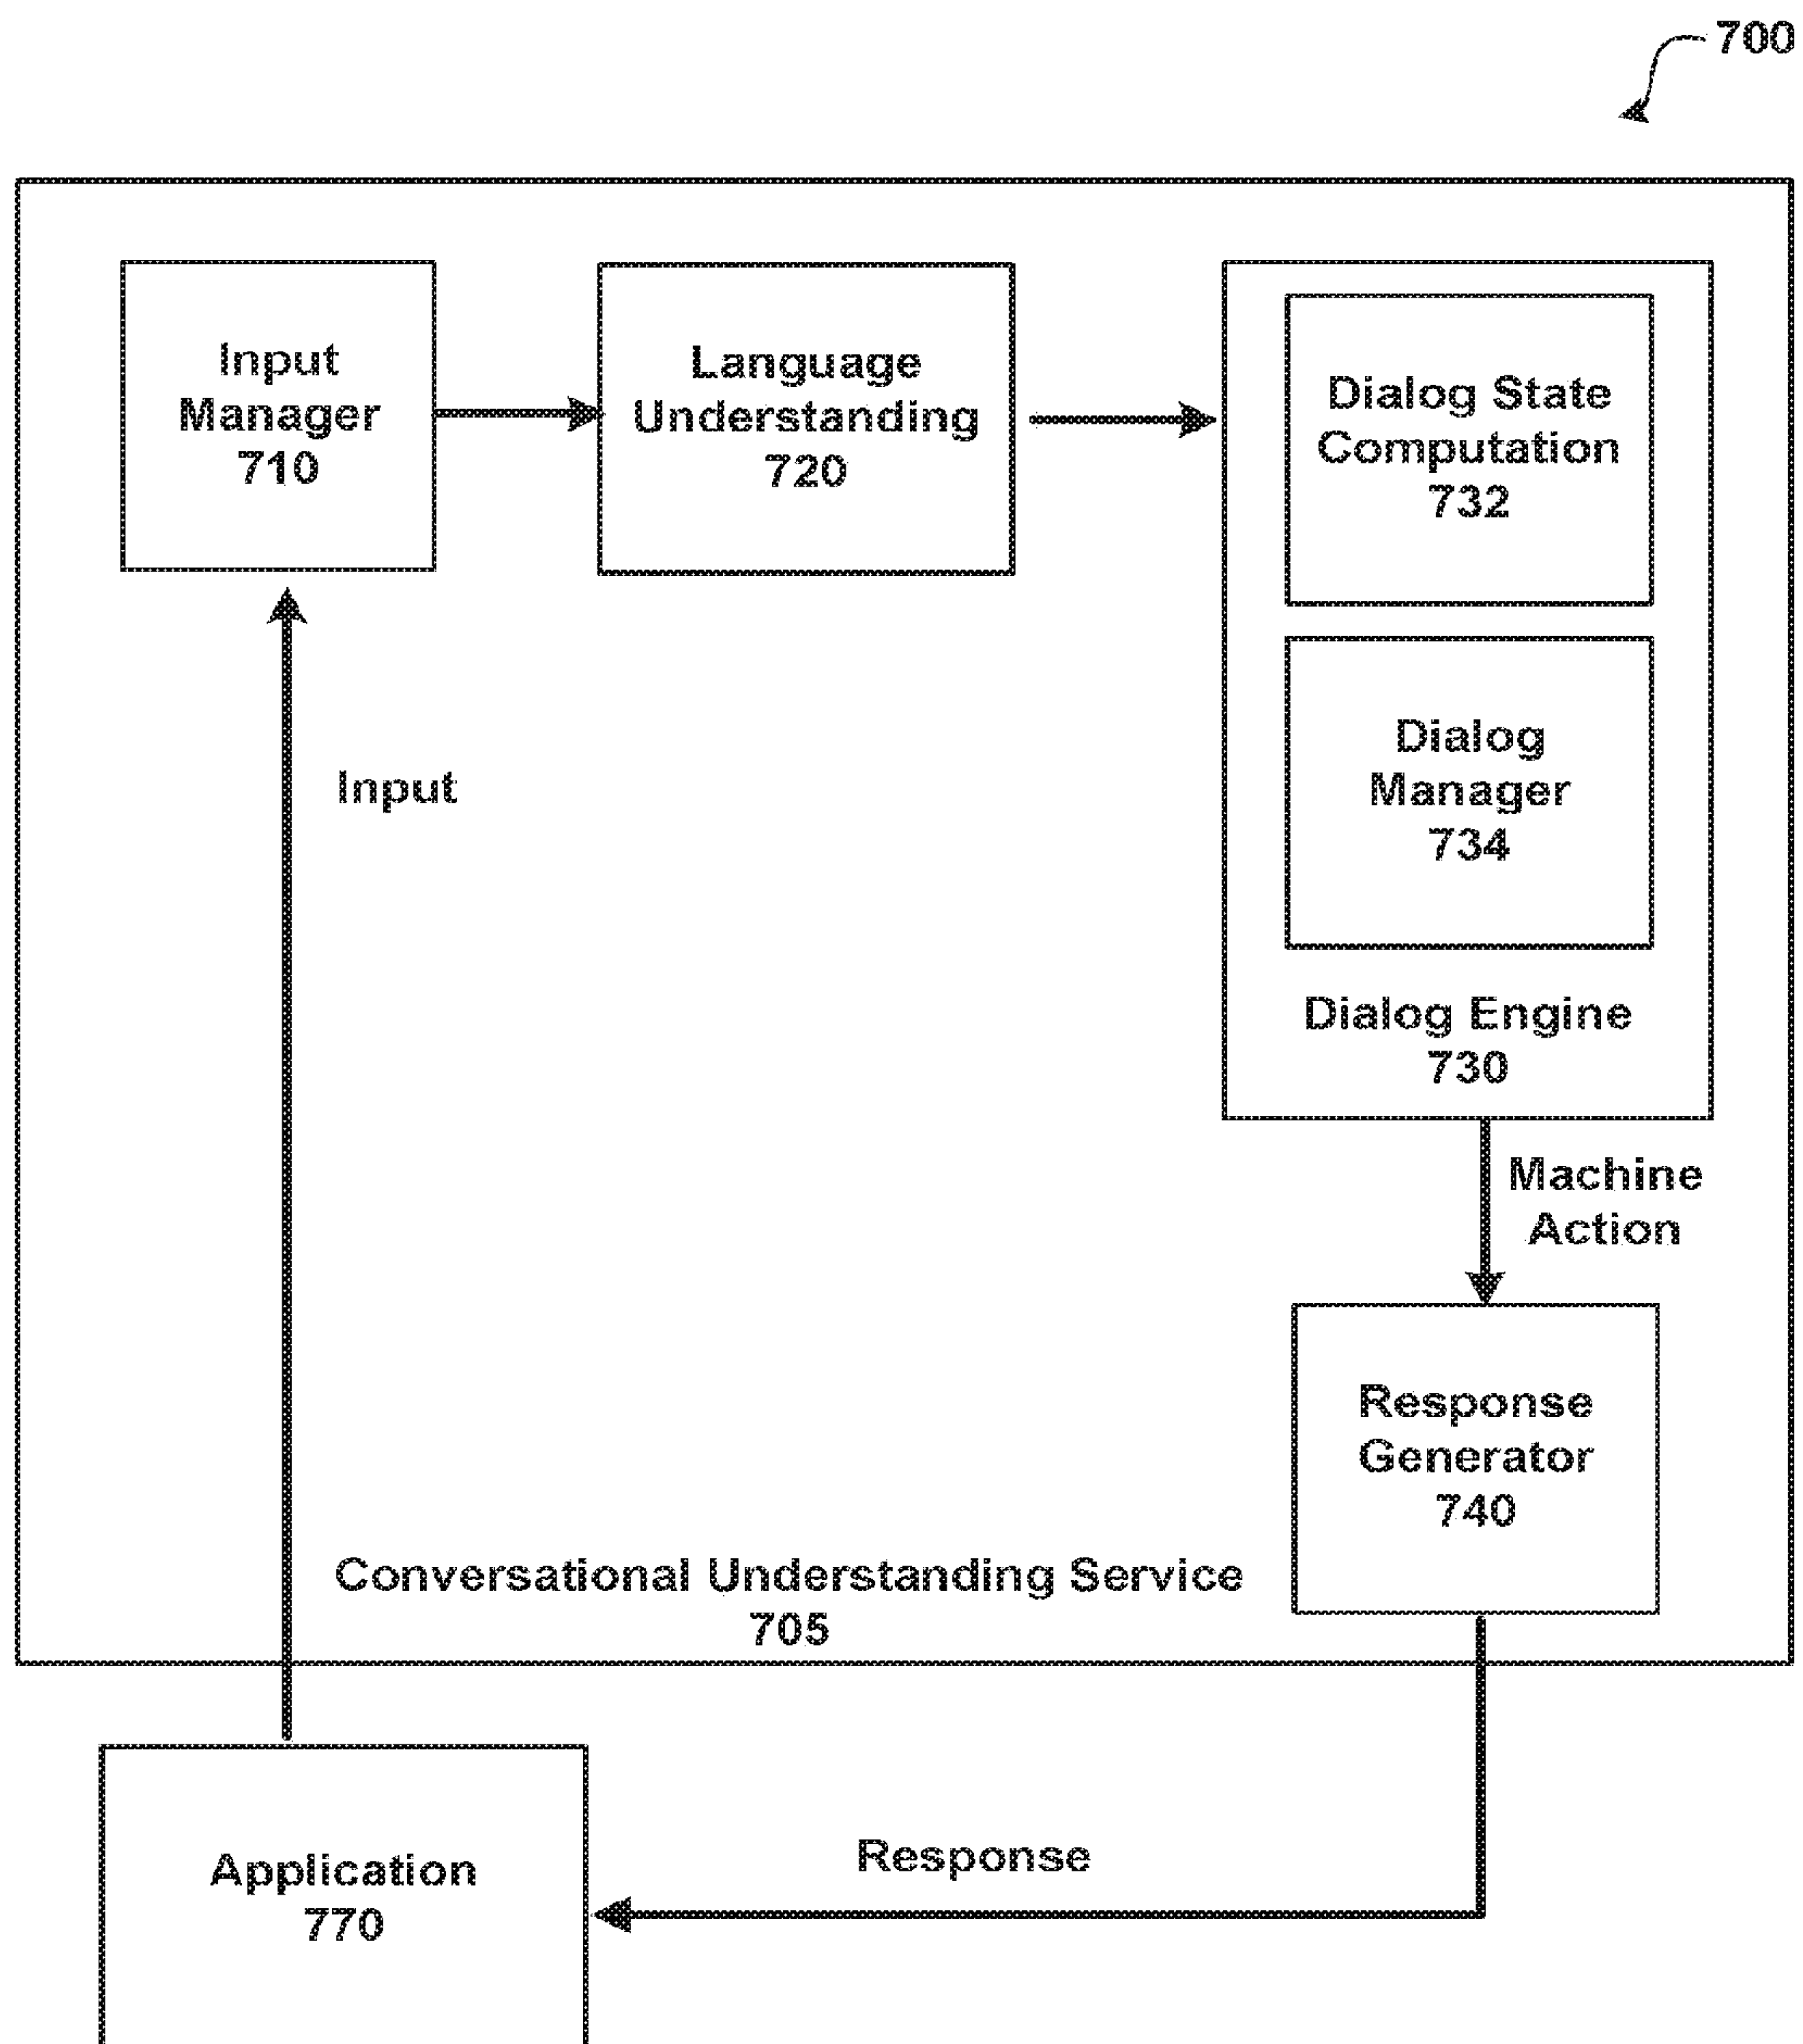 700
Input
Manager
710
Language
Understanding
720
Dialog State
Computation
732
Dialog
Manager
734
Input
Dialog Engine
730
Machine
Action
Response
Generator
740
Conversational Understanding Service
705
Response
Application
770